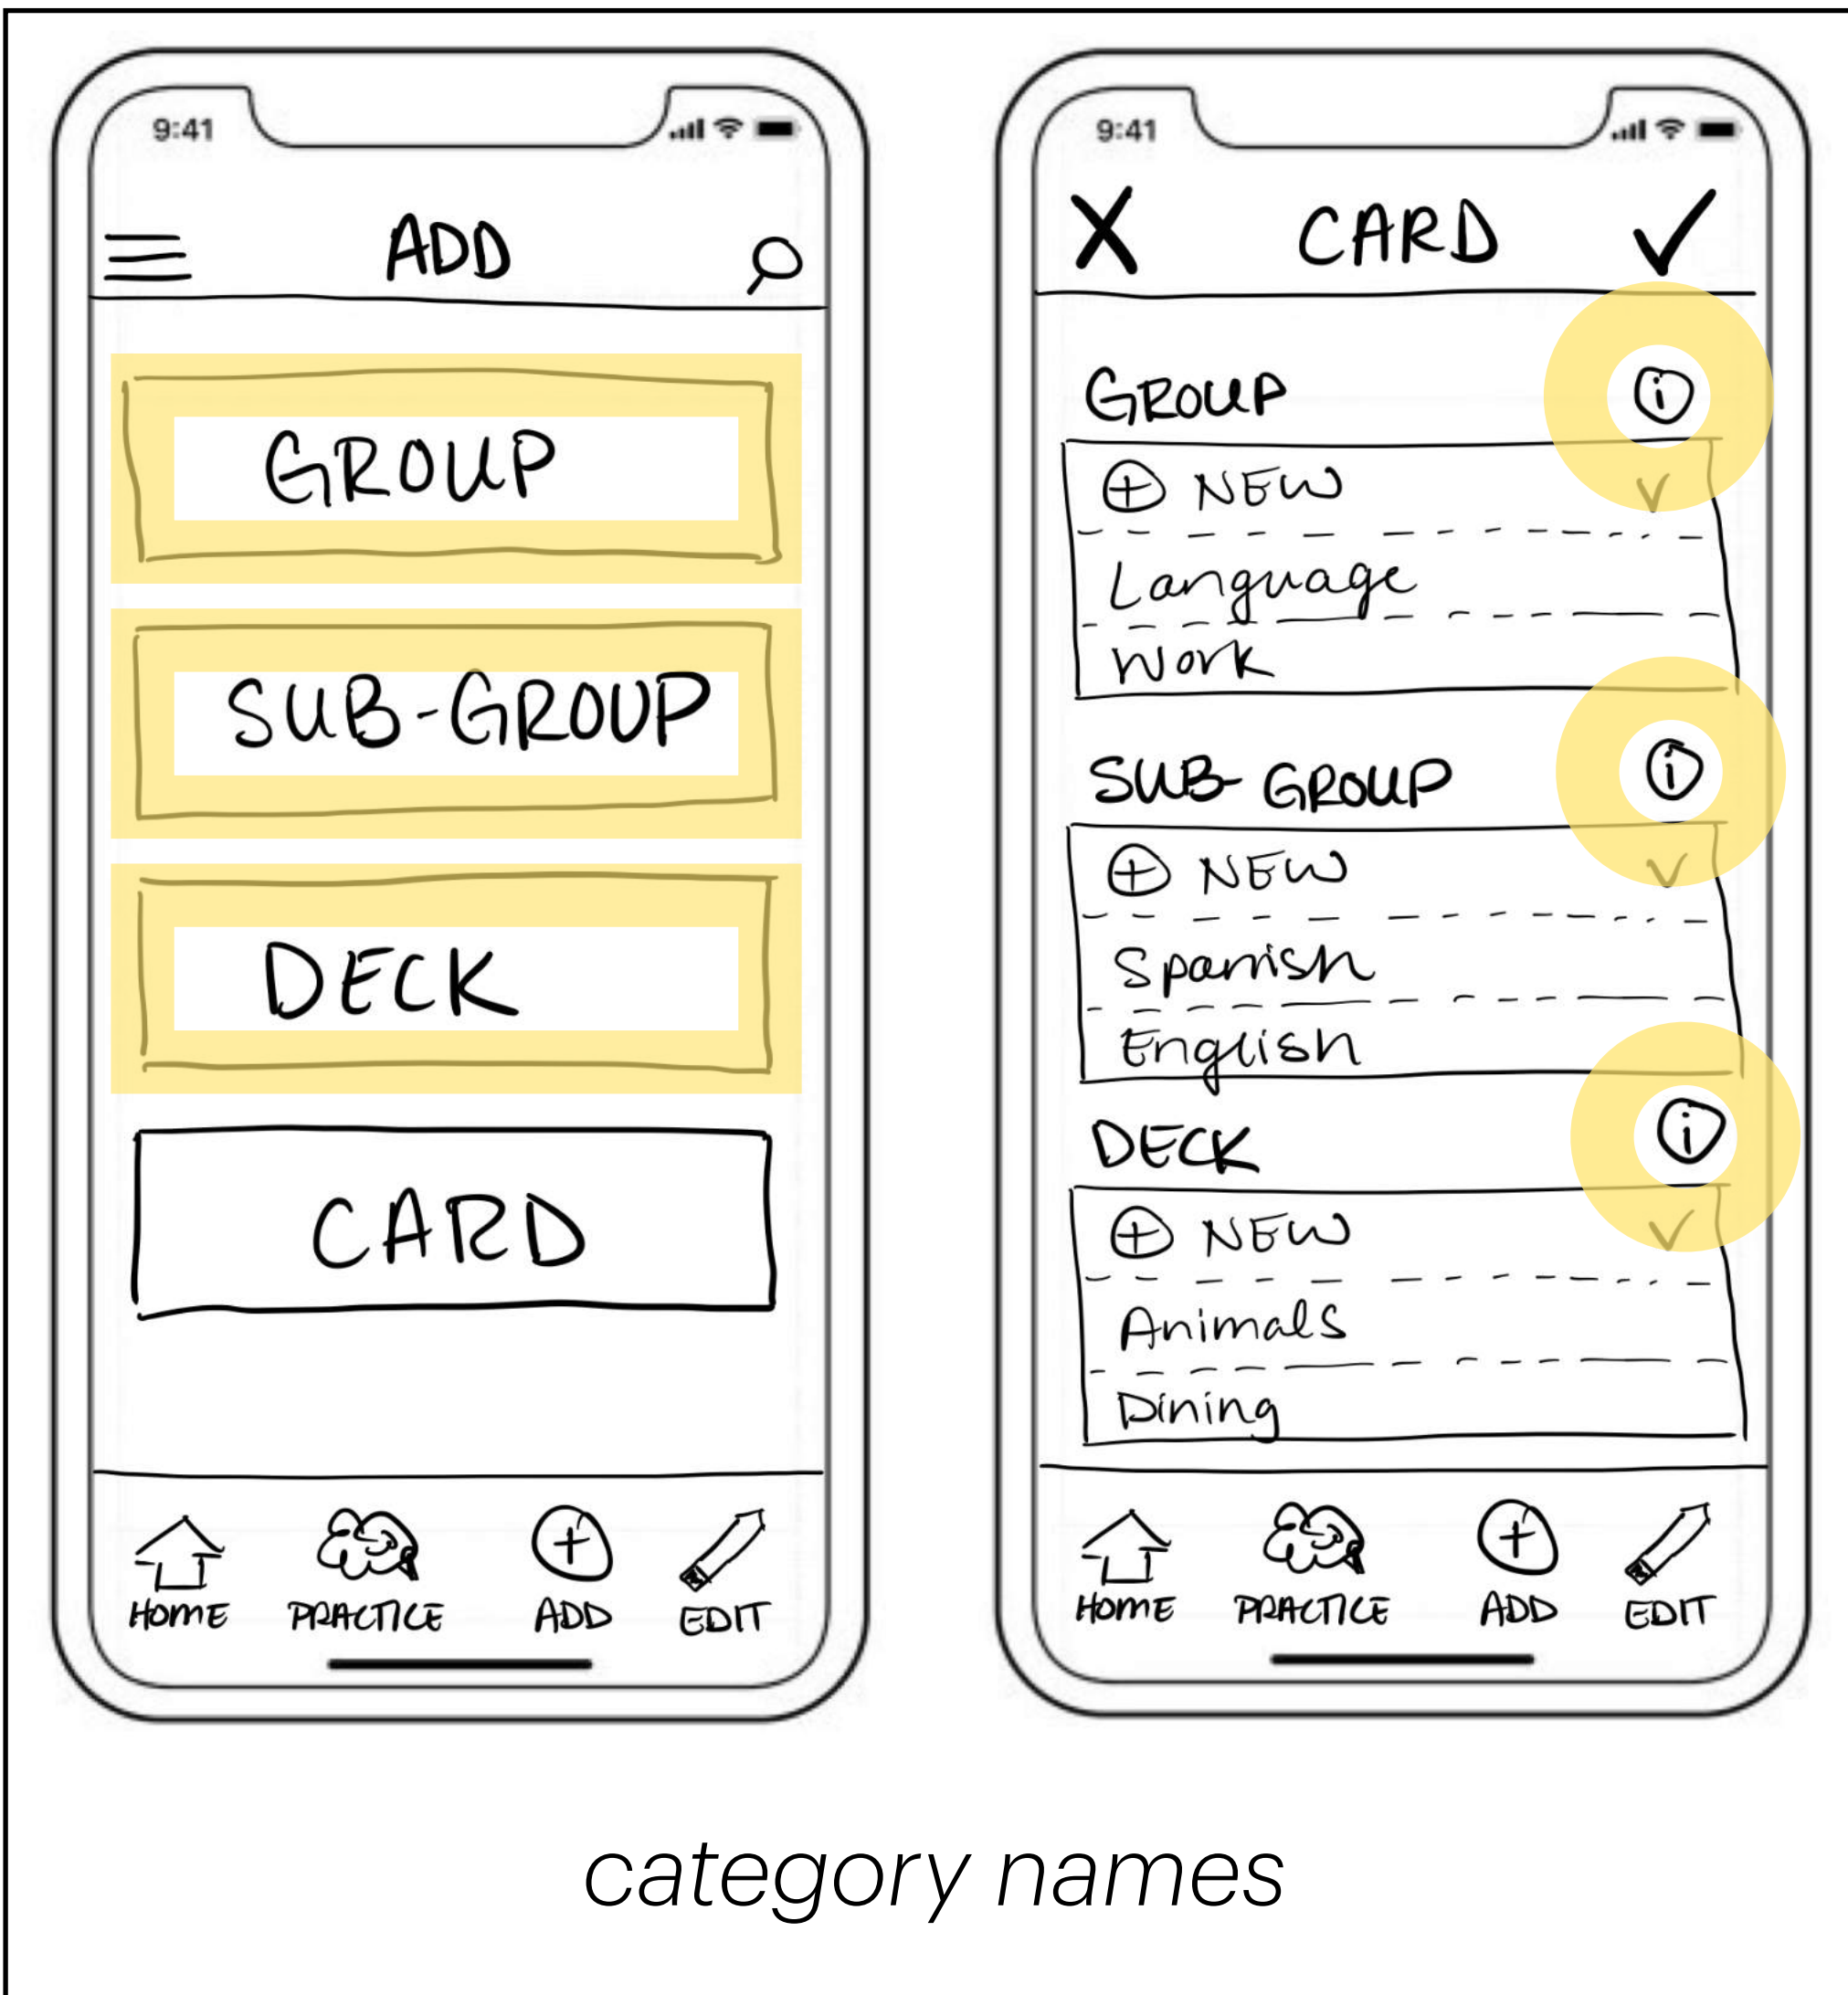 9:41
ADD
GROUP
SUB-GROUP
DECK
CARD
HOME PRACTICE ADD EDIT
9:41
X CARD ✓
GROUP i
+ NEW
Language
Work
SUB-GROUP i
+ NEW
Spanish
English
DECK i
+ NEW
Animals
Dining
HOME PRACTICE ADD EDIT
category names